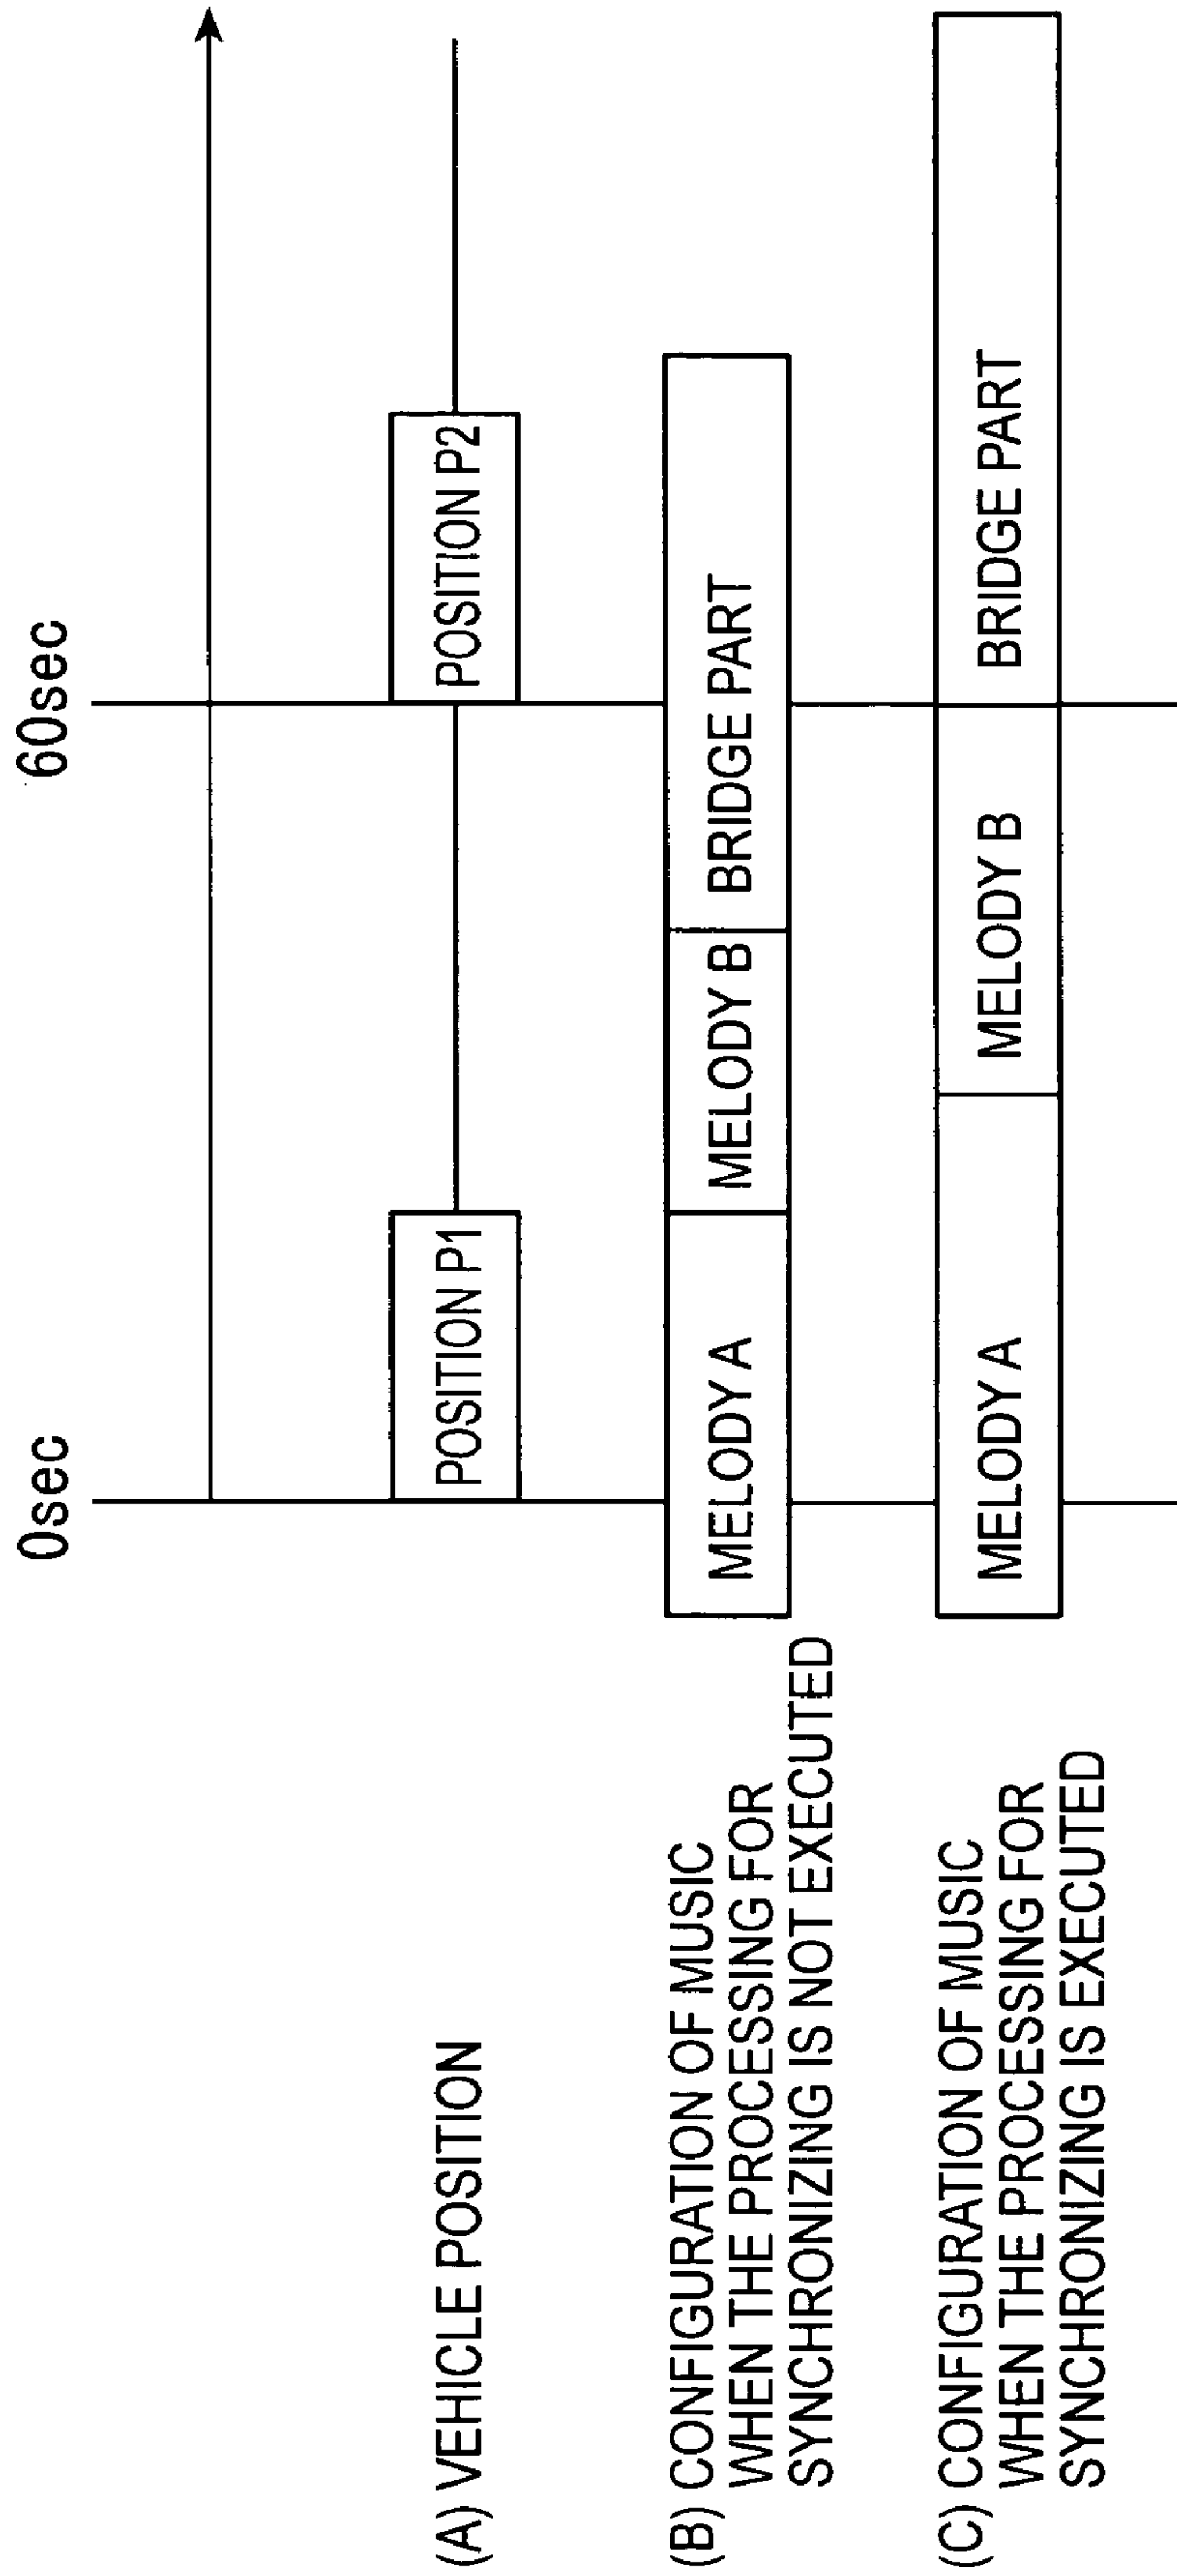 0sec 60sec
(A) VEHICLE POSITION
POSITION P1 POSITION P2
(B) CONFIGURATION OF MUSIC
WHEN THE PROCESSING FOR
SYNCHRONIZING IS NOT EXECUTED
MELODY A MELODY B BRIDGE PART
(C) CONFIGURATION OF MUSIC
WHEN THE PROCESSING FOR
SYNCHRONIZING IS EXECUTED
MELODY A MELODY B BRIDGE PART